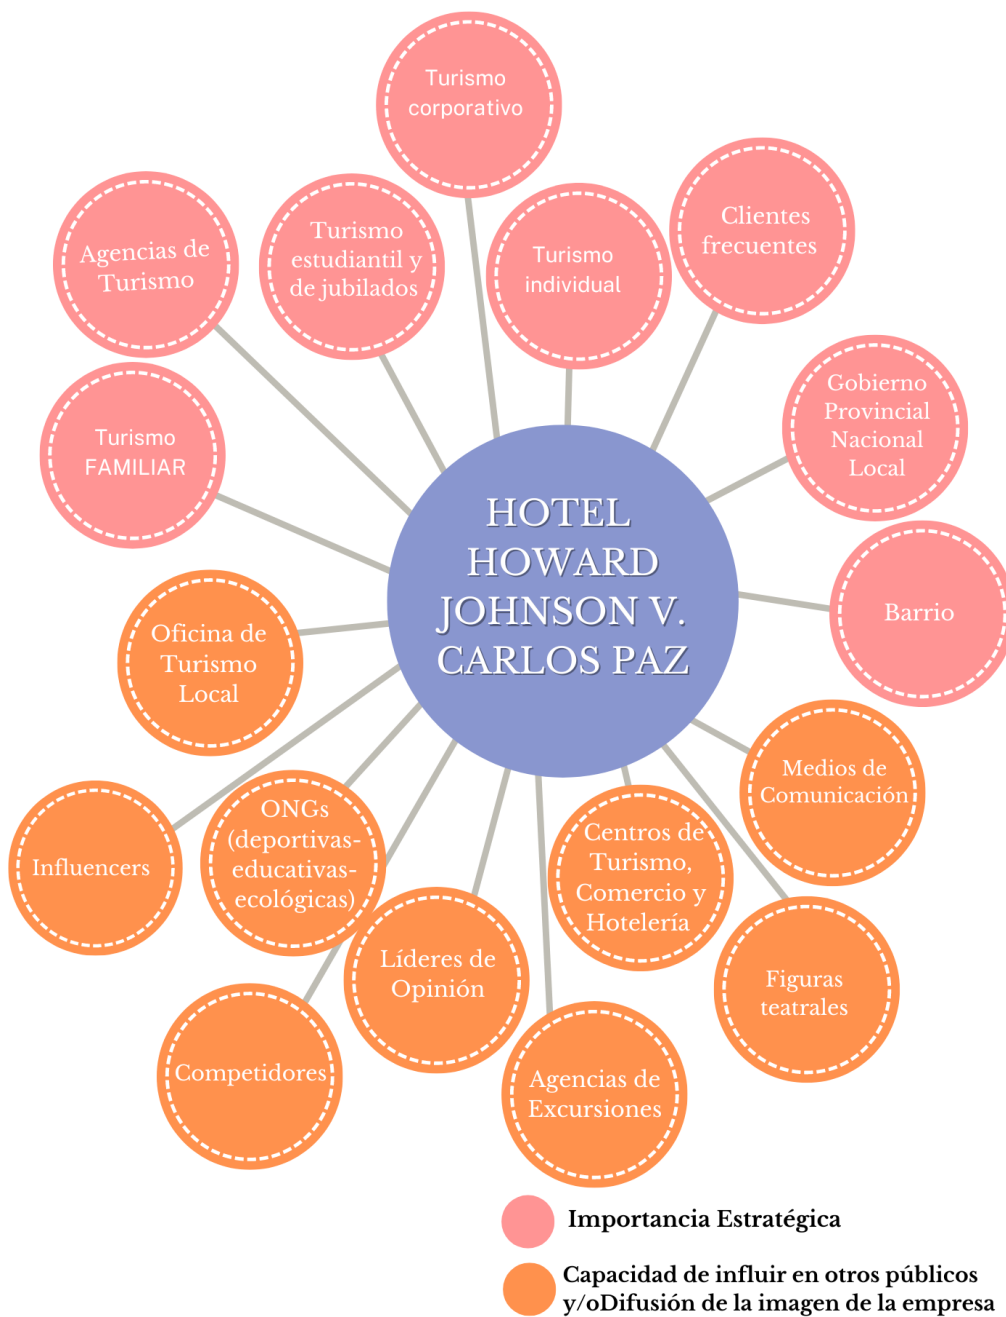 Turismo
corporativo
Clientes
frecuentes
Turismo
estudiantil y
de jubilados
Agencias de
Turismo
Turismo
individual
Gobierno
Provincial
Nacional
Local
Turismo
FAMILIAR
HOTEL
HOWARD
JOHNSON V.
CARLOS PAZ
Barrio
Oficina de
Turismo
Local
Medios de
Comunicación
Influencers
ONGs
(deportivas-
educativas-
ecológicas)
Centros de
Turismo,
Comercio y
Hotelería
Líderes de
Opinión
Figuras
teatrales
Competidores
Agencias de
Excursiones
Importancia Estratégica
Capacidad de influir en otros públicos
y/oDifusión de la imagen de la empresa